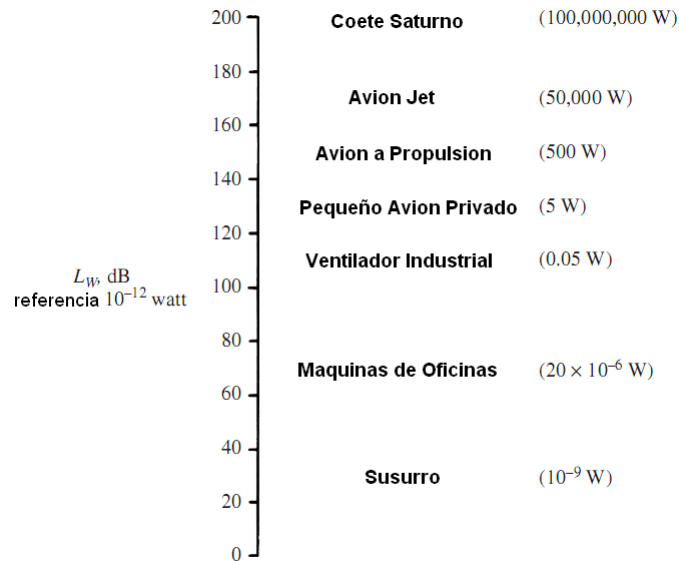 200 Coete Saturno (100,000,000 W)
180
Avion Jet (50,000 W)
160
Avion a Propulsion (500 W)
140
Pequeño Avion Privado (5 W)
120
Ventilador Industrial (0.05 W)
L_W, dB
100
referencia 10⁻¹² watt
80
Maquinas de Oficinas (20 × 10⁻⁶ W)
60
40
Susurro (10⁻⁹ W)
20
0